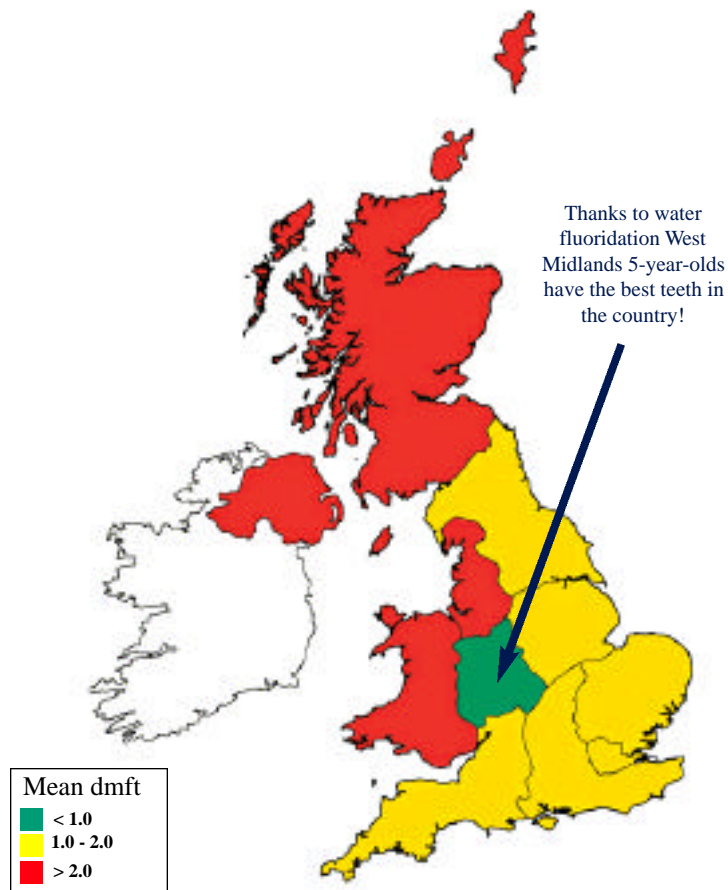 Thanks to water
fluoridation West
Midlands 5-year-olds
have the best teeth in
the country!
Mean dmft
< 1.0
1.0 - 2.0
> 2.0